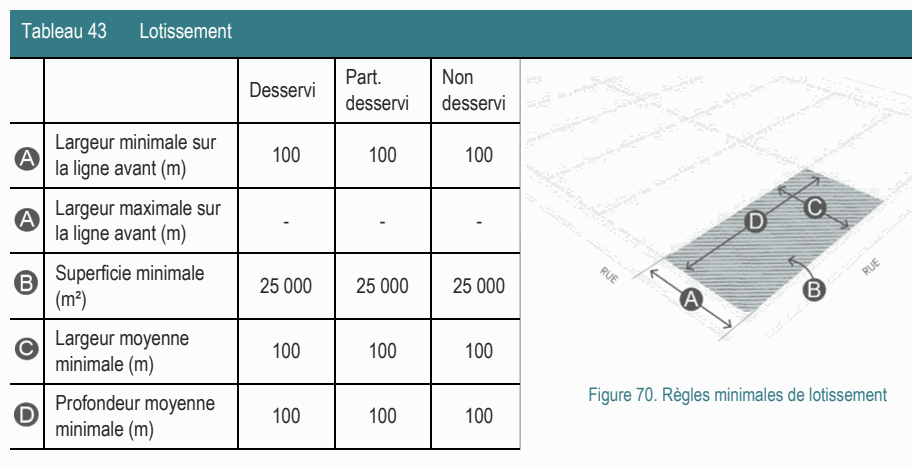 Tableau 43 Lotissement
Desservi
Part.
desservi
Non
desservi
A
Largeur minimale sur
la ligne avant (m)
100 100 100
A
Largeur maximale sur
la ligne avant (m)
- - -
B
Superficie minimale
(m²)
25 000 25 000 25 000
C
Largeur moyenne
minimale (m)
100 100 100
D
Profondeur moyenne
minimale (m)
100 100 100
D
C
A
B
RUE
RUE
Figure 70. Règles minimales de lotissement